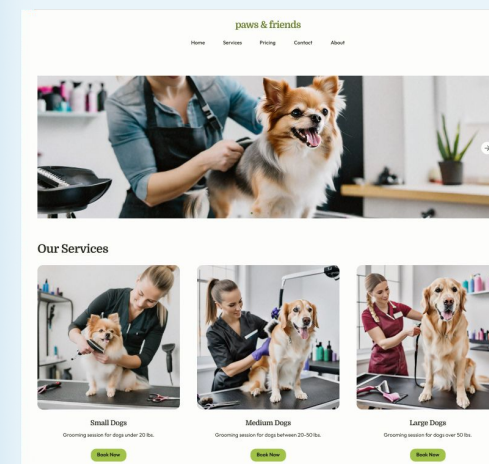 paws & friends
Home Services Pricing Contact About
Our Services
Small Dogs
Grooming session for dogs under 20 lbs.
Book Now
Medium Dogs
Grooming session for dogs between 20-50 lbs.
Book Now
Large Dogs
Grooming session for dogs over 50 lbs.
Book Now